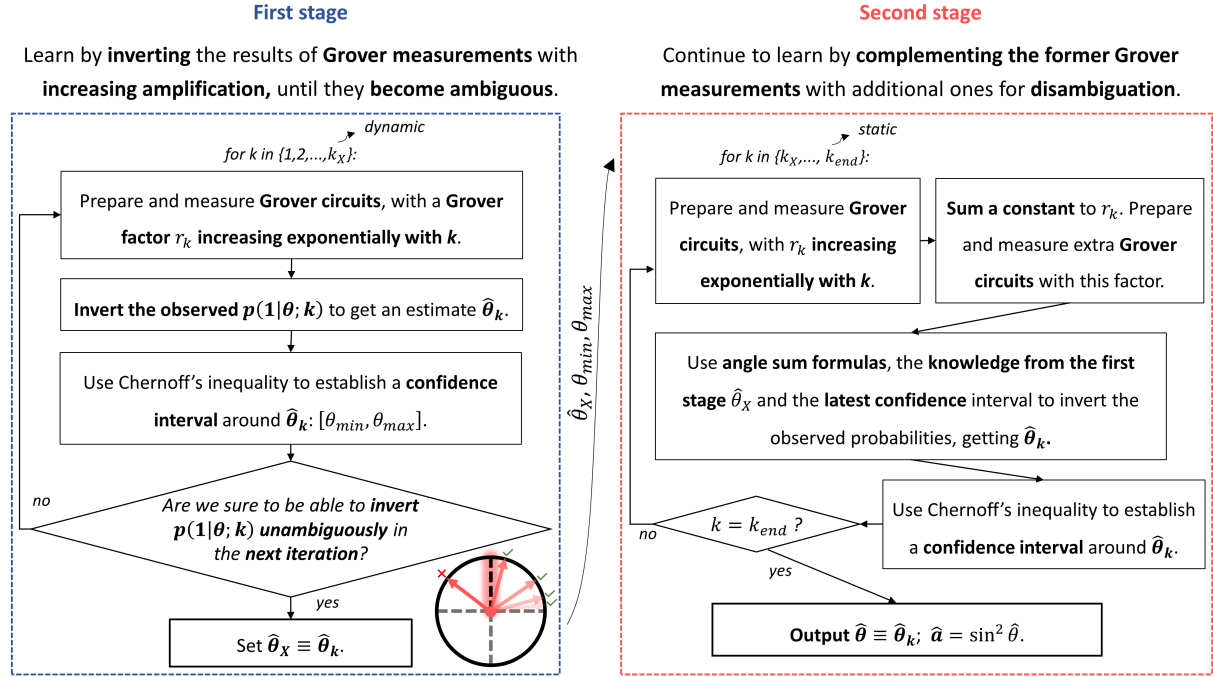 First stage
Learn by inverting the results of Grover measurements with
increasing amplification, until they become ambiguous.
dynamic
for k in {1,2,...,k_X}:
Prepare and measure Grover circuits, with a Grover
factor r_k increasing exponentially with k.
Invert the observed p(1|θ; k) to get an estimate θ̂_k.
Use Chernoff's inequality to establish a confidence
interval around θ̂_k: [θ_min, θ_max].
no
Are we sure to be able to invert
p(1|θ; k) unambiguously in
the next iteration?
yes
Set θ̂_X ≡ θ̂_k.
θ̂_X, θ_min, θ_max
Second stage
Continue to learn by complementing the former Grover
measurements with additional ones for disambiguation.
static
for k in {k_X,..., k_end}:
Prepare and measure Grover
circuits, with r_k increasing
exponentially with k.
Sum a constant to r_k. Prepare
and measure extra Grover
circuits with this factor.
Use angle sum formulas, the knowledge from the first
stage θ̂_X and the latest confidence interval to invert the
observed probabilities, getting θ̂_k.
Use Chernoff's inequality to establish
a confidence interval around θ̂_k.
k = k_end ?
no
yes
Output θ̂ ≡ θ̂_k; â = sin² θ̂.